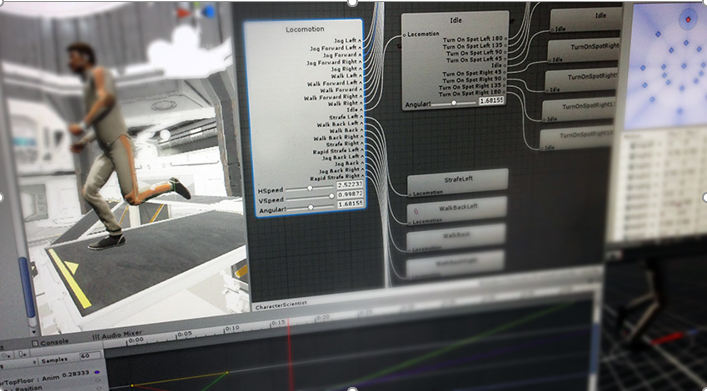 Locomotion
Jog Left
Jog Forward Left
Jog Forward
Jog Forward Right
Jog Right
Walk Left
Walk Forward Left
Walk Forward
Walk Forward Right
Walk Right
Idle
Strafe Left
Walk Back Left
Walk Back
Walk Back Right
Strafe Right
Rapid Strafe Left
Jog Back Left
Jog Back
Jog Back Right
Rapid Strafe Right
HSpeed 2.52233
VSpeed 0.99872
Angular 1.68155
Idle
Locomotion
Turn On Spot Left 180
Turn On Spot Left 135
Turn On Spot Left 90
Turn On Spot Left 45
Idle
Turn On Spot Right 45
Turn On Spot Right 90
Turn On Spot Right 135
Turn On Spot Right 180
Angular 1.68155
Idle
Idle
TurnOnSpotRight
Idle
TurnOnSpotRight
Idle
TurnOnSpotRight
Idle
Idle
StrafeLeft
Locomotion
WalkBackLeft
Locomotion
WalkBack
Locomotion
CharacterScientist
Console
Audio Mixer
Samples 60
0:00
0:05
0:10
0:15
0:20
TopFloor : Anim 0.28333
Position